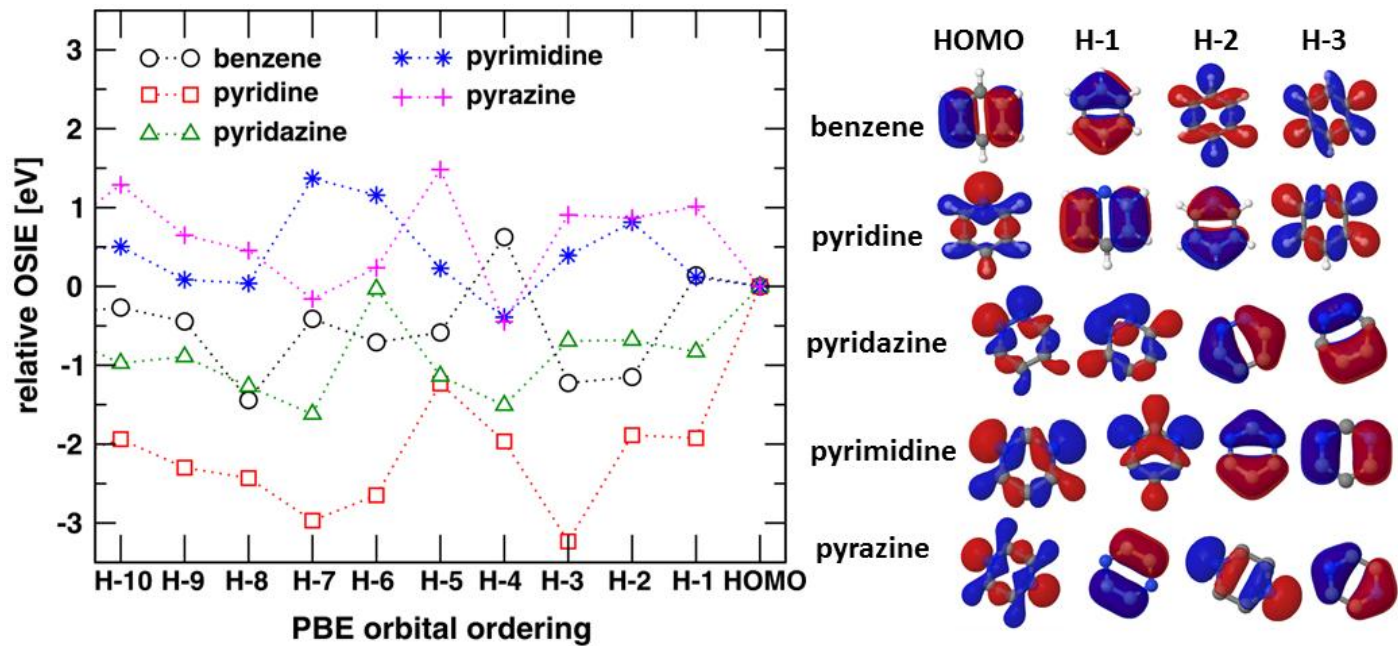 relative OSIE [eV]
3
2
1
0
-1
-2
-3
benzene
pyridine
pyridazine
pyrimidine
pyrazine
H-10 H-9 H-8 H-7 H-6 H-5 H-4 H-3 H-2 H-1 HOMO
PBE orbital ordering
HOMO H-1 H-2 H-3
benzene
pyridine
pyridazine
pyrimidine
pyrazine